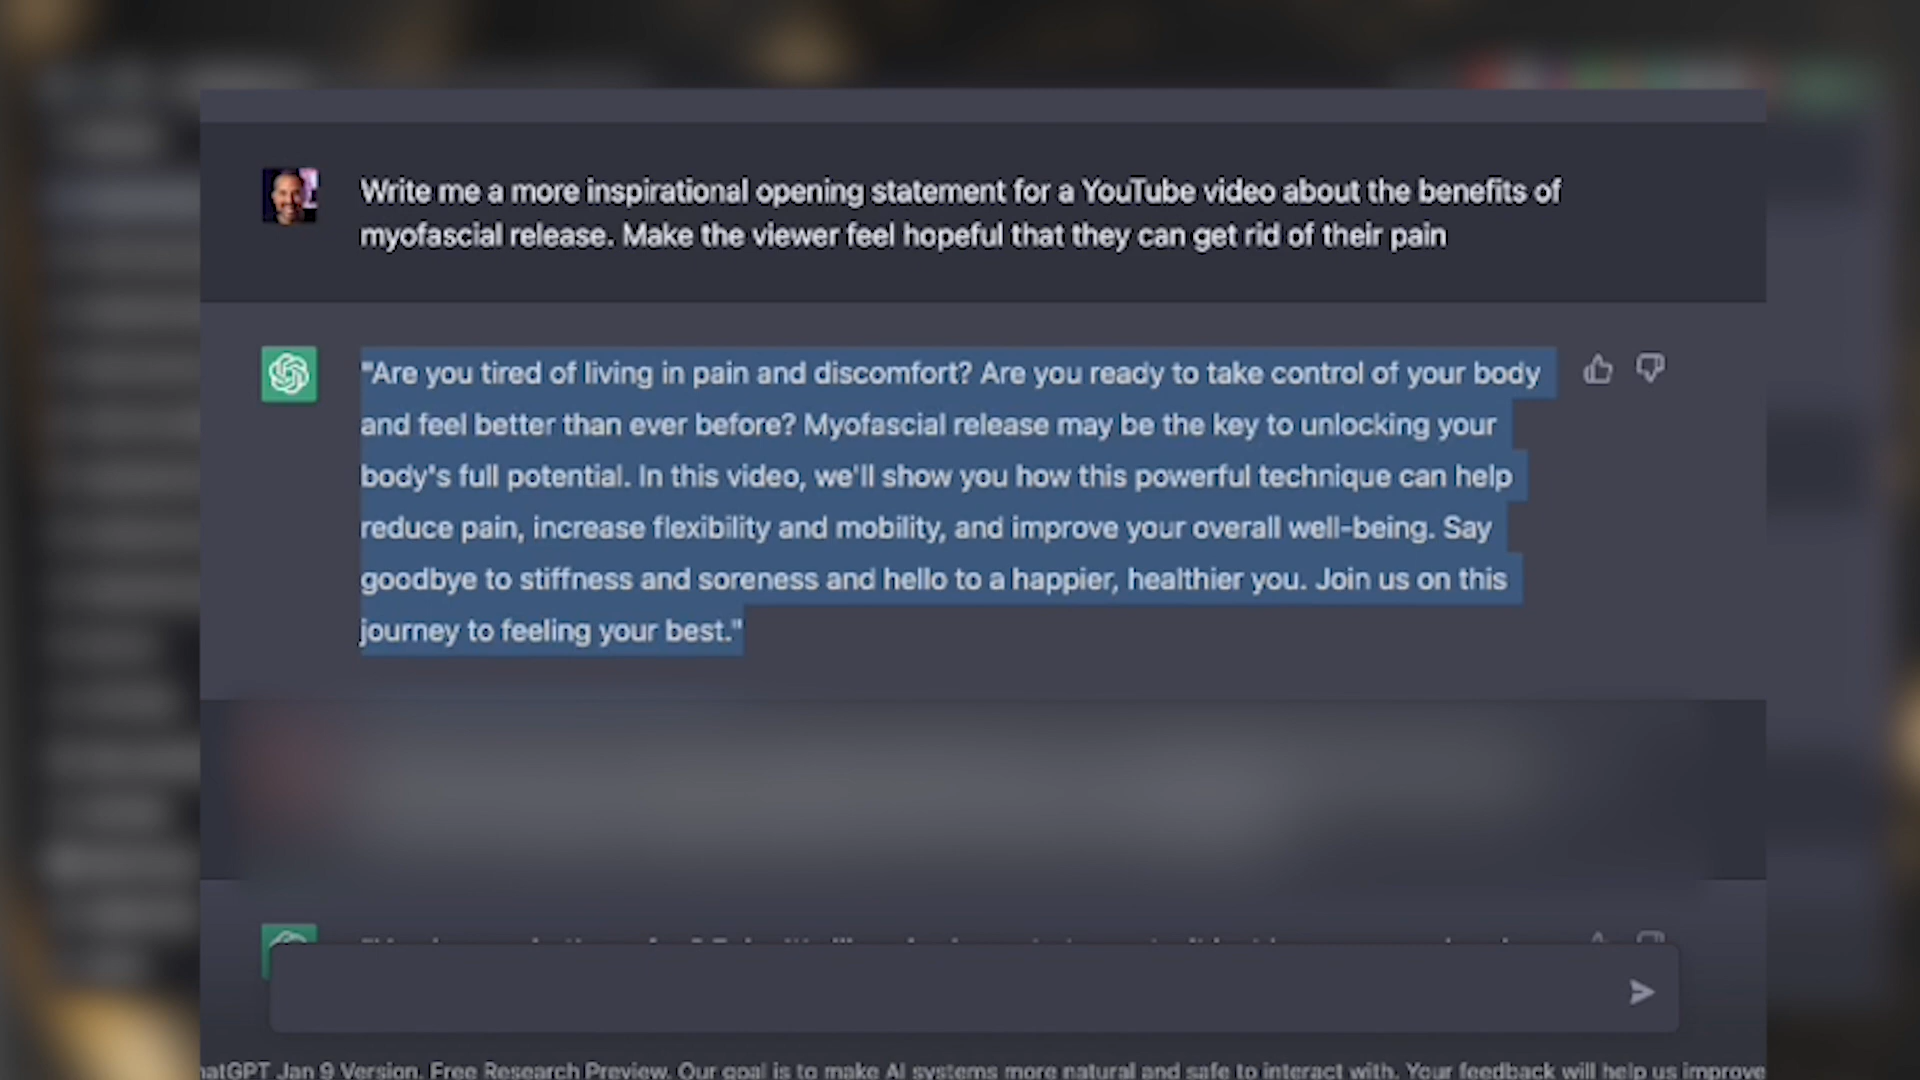 Write me a more inspirational opening statement for a YouTube video about the benefits of
myofascial release. Make the viewer feel hopeful that they can get rid of their pain
"Are you tired of living in pain and discomfort? Are you ready to take control of your body
and feel better than ever before? Myofascial release may be the key to unlocking your
body's full potential. In this video, we'll show you how this powerful technique can help
reduce pain, increase flexibility and mobility, and improve your overall well-being. Say
goodbye to stiffness and soreness and hello to a happier, healthier you. Join us on this
journey to feeling your best."
hatGPT Jan 9 Version. Free Research Preview. Our goal is to make AI systems more natural and safe to interact with. Your feedback will help us improve